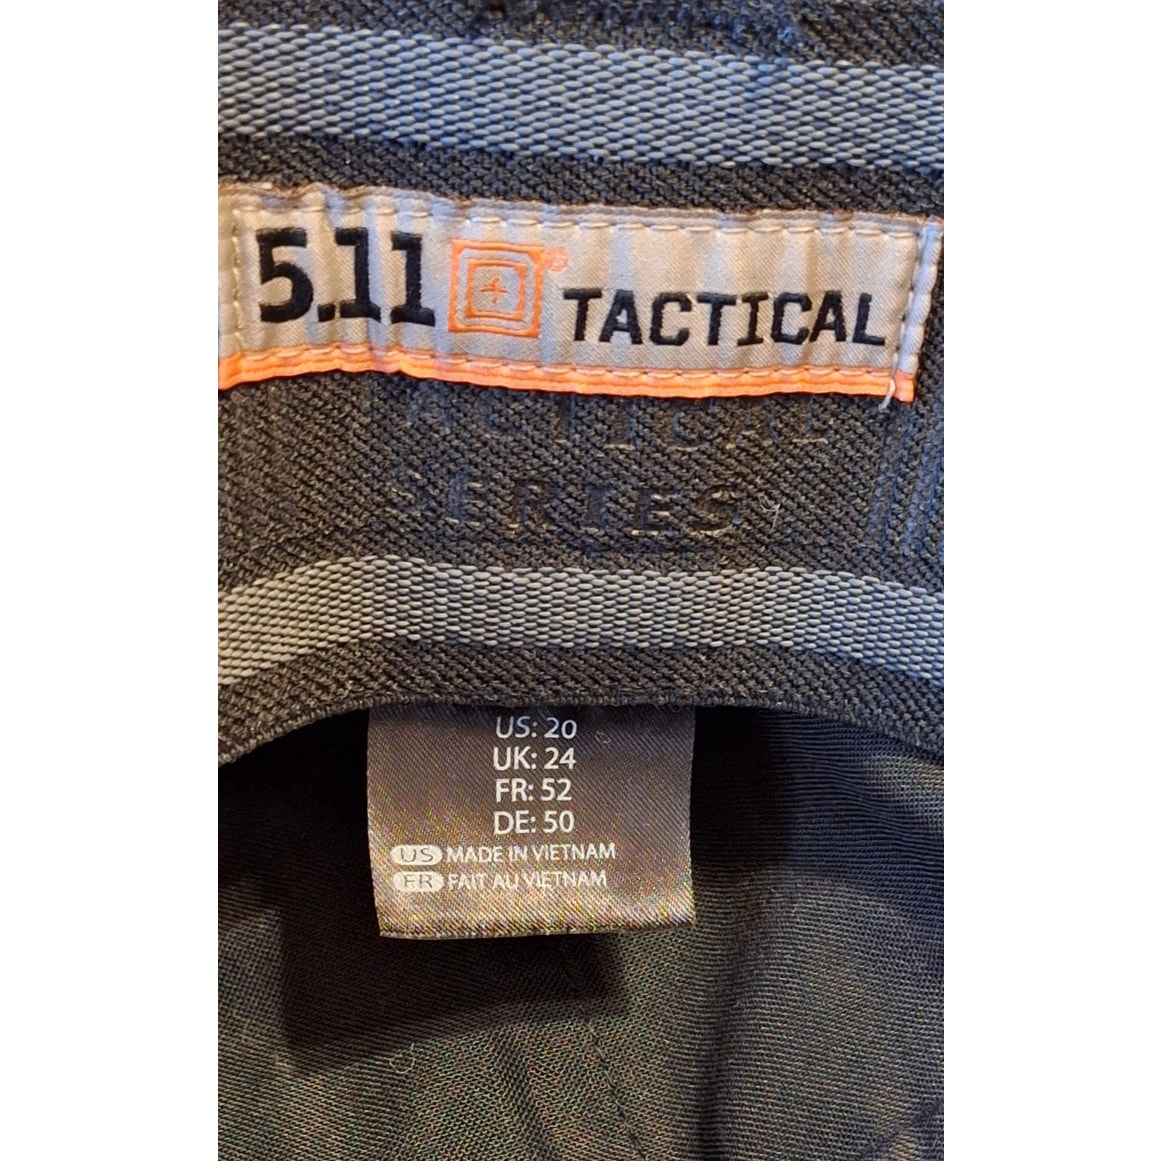 5.11 ® TACTICAL
TACTICAL
SERIES
US: 20
UK: 24
FR: 52
DE: 50
US MADE IN VIETNAM
FR FAIT AU VIETNAM